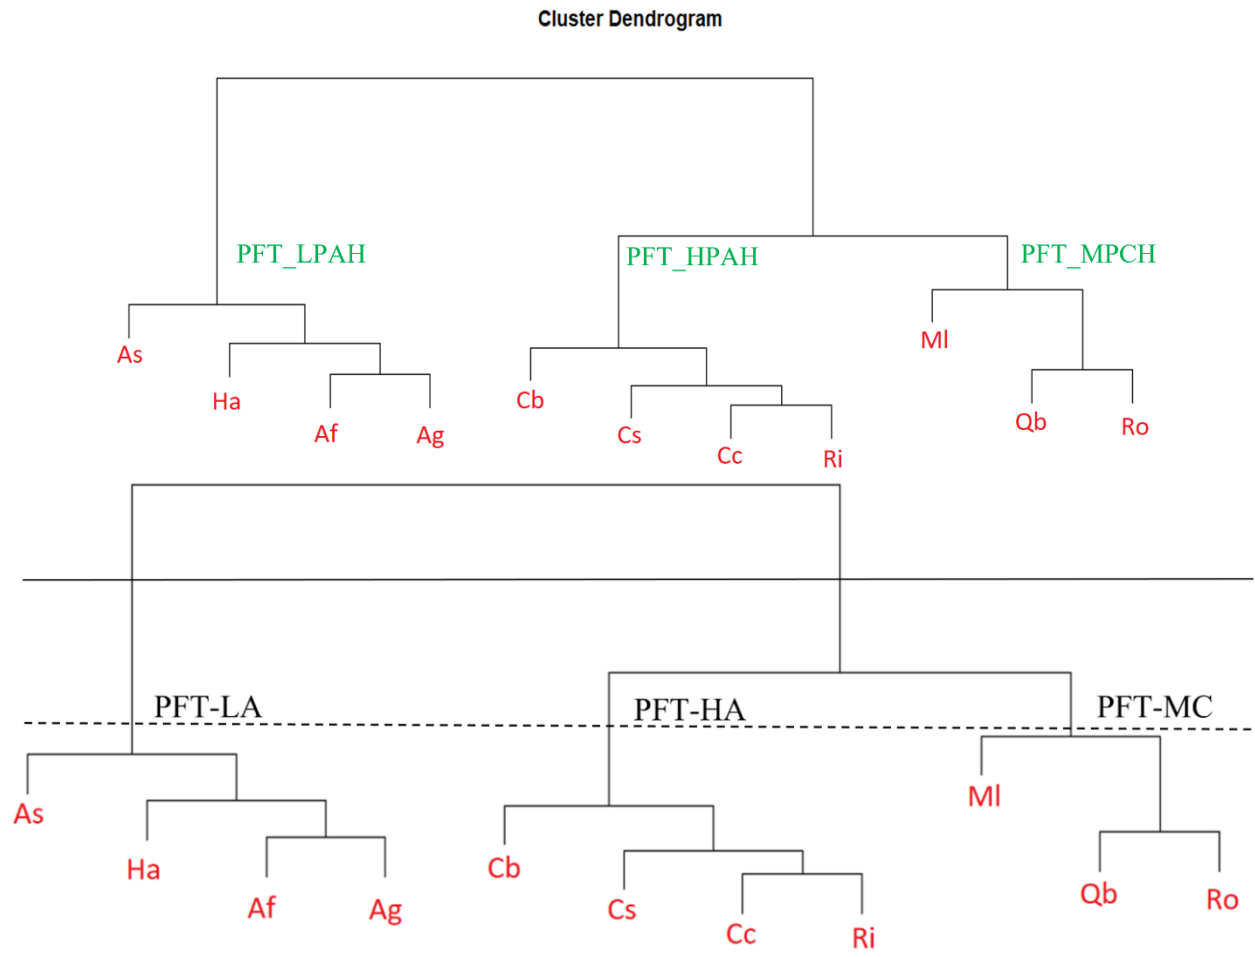 Cluster Dendrogram
PFT_LPAH
PFT_HPAH
PFT_MPCH
As
Ml
Ha
Cb
Af
Ag
Cs
Qb
Ro
Cc
Ri
PFT-LA
PFT-HA
PFT-MC
As
Ml
Ha
Cb
Af
Ag
Cs
Qb
Ro
Cc
Ri